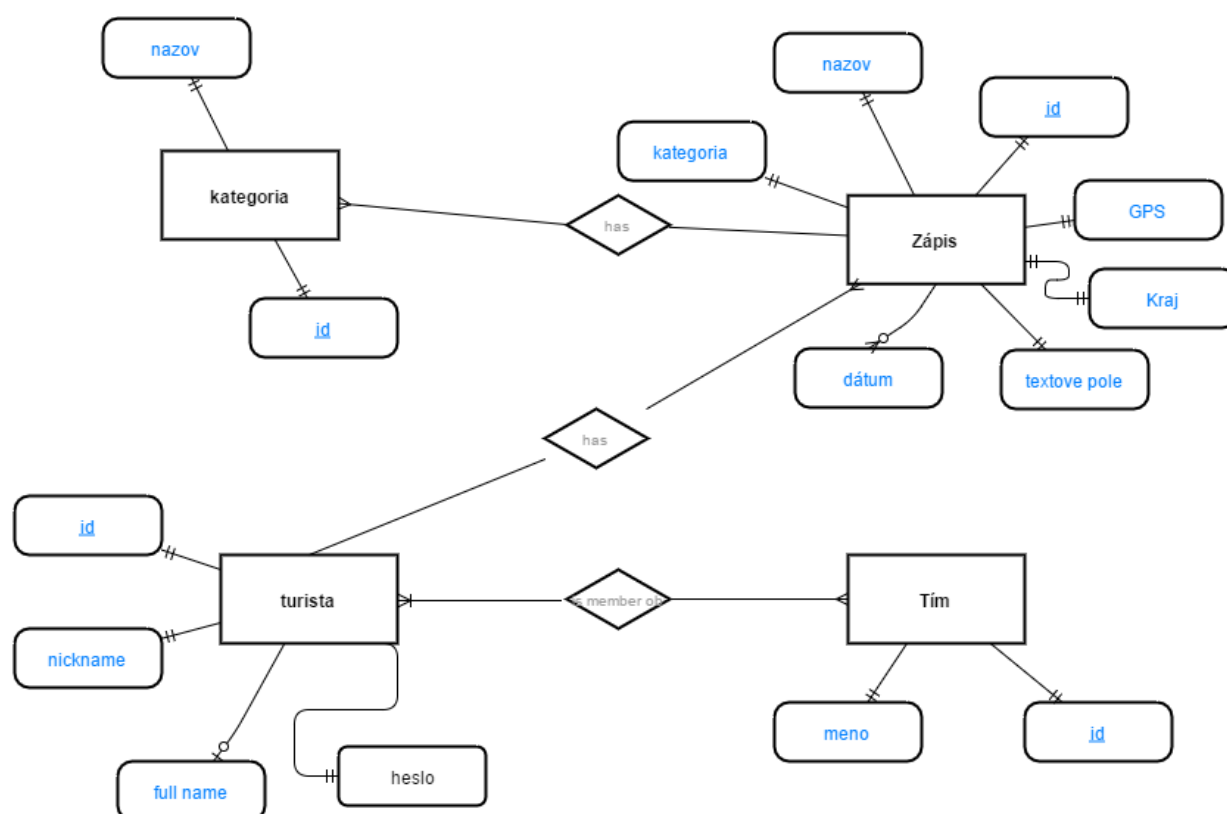 nazov
nazov
id
kategoria
kategoria
GPS
Zápis
has
Kraj
id
dátum
textove pole
has
id
turista
member
Tím
nickname
meno
id
full name
heslo